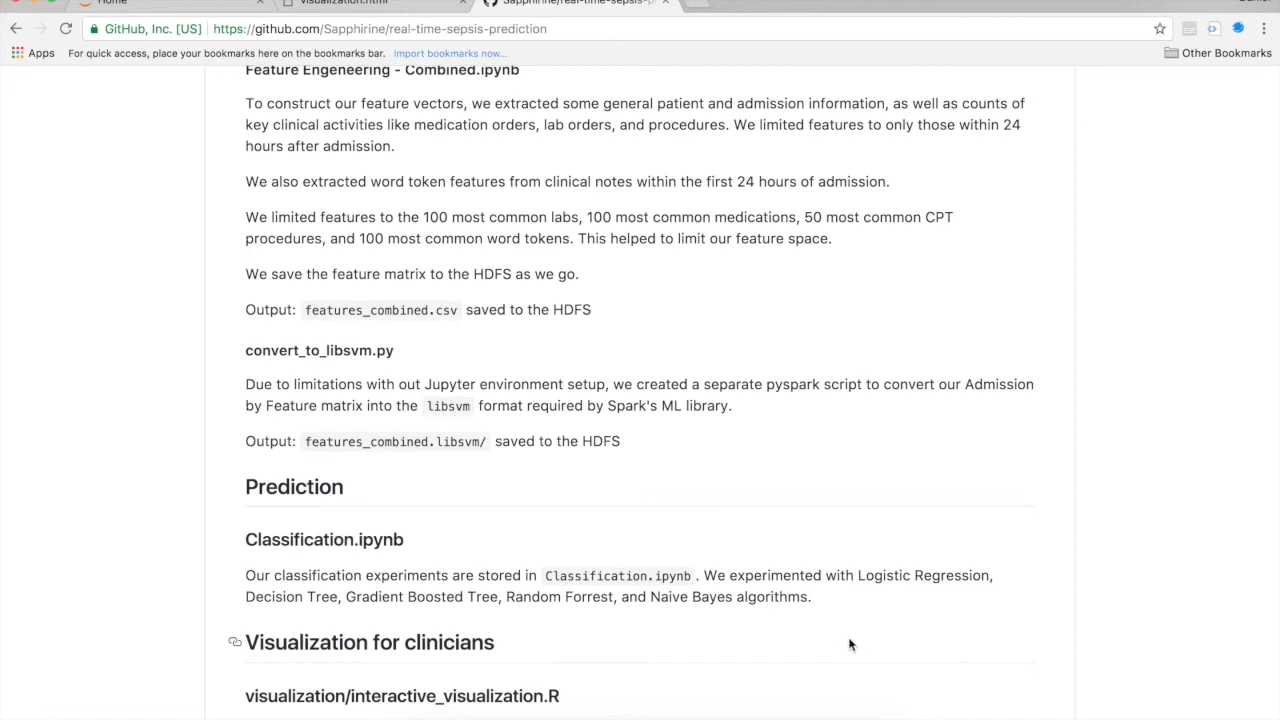 Home visualization.html Sapphirine/real-time-sepsis-p
GitHub, Inc. [US] https://github.com/Sapphirine/real-time-sepsis-prediction
Apps For quick access, place your bookmarks here on the bookmarks bar. Import bookmarks now... Other Bookmarks
Feature Engeneering - Combined.ipynb
To construct our feature vectors, we extracted some general patient and admission information, as well as counts of
key clinical activities like medication orders, lab orders, and procedures. We limited features to only those within 24
hours after admission.
We also extracted word token features from clinical notes within the first 24 hours of admission.
We limited features to the 100 most common labs, 100 most common medications, 50 most common CPT
procedures, and 100 most common word tokens. This helped to limit our feature space.
We save the feature matrix to the HDFS as we go.
Output: features_combined.csv saved to the HDFS
convert_to_libsvm.py
Due to limitations with out Jupyter environment setup, we created a separate pyspark script to convert our Admission
by Feature matrix into the libsvm format required by Spark's ML library.
Output: features_combined.libsvm/ saved to the HDFS
Prediction
Classification.ipynb
Our classification experiments are stored in Classification.ipynb. We experimented with Logistic Regression,
Decision Tree, Gradient Boosted Tree, Random Forrest, and Naive Bayes algorithms.
Visualization for clinicians
visualization/interactive_visualization.R